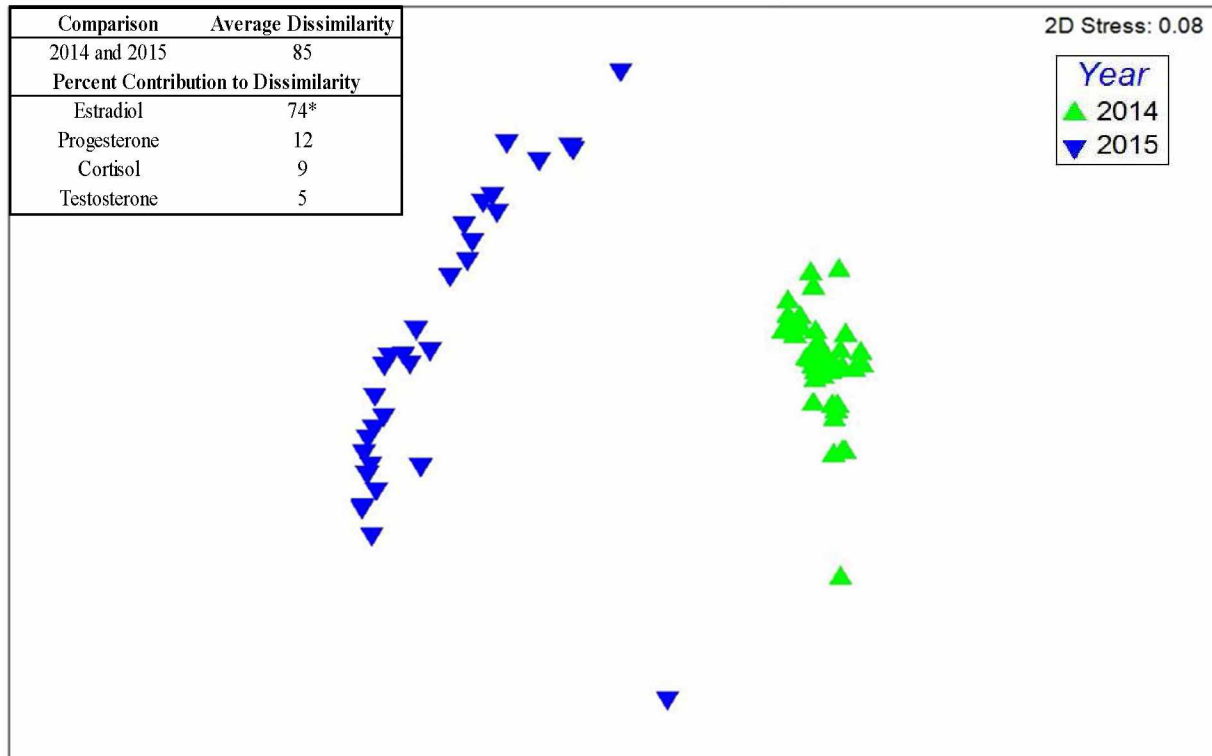 Comparison Average Dissimilarity
2014 and 2015 85
Percent Contribution to Dissimilarity
Estradiol 74*
Progesterone 12
Cortisol 9
Testosterone 5
2D Stress: 0.08
Year
2014
2015